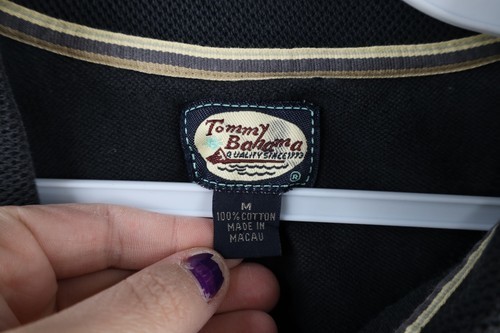 Tommy
Bahama
QUALITY SINCE 1993
®
M
100% COTTON
MADE IN
MACAU